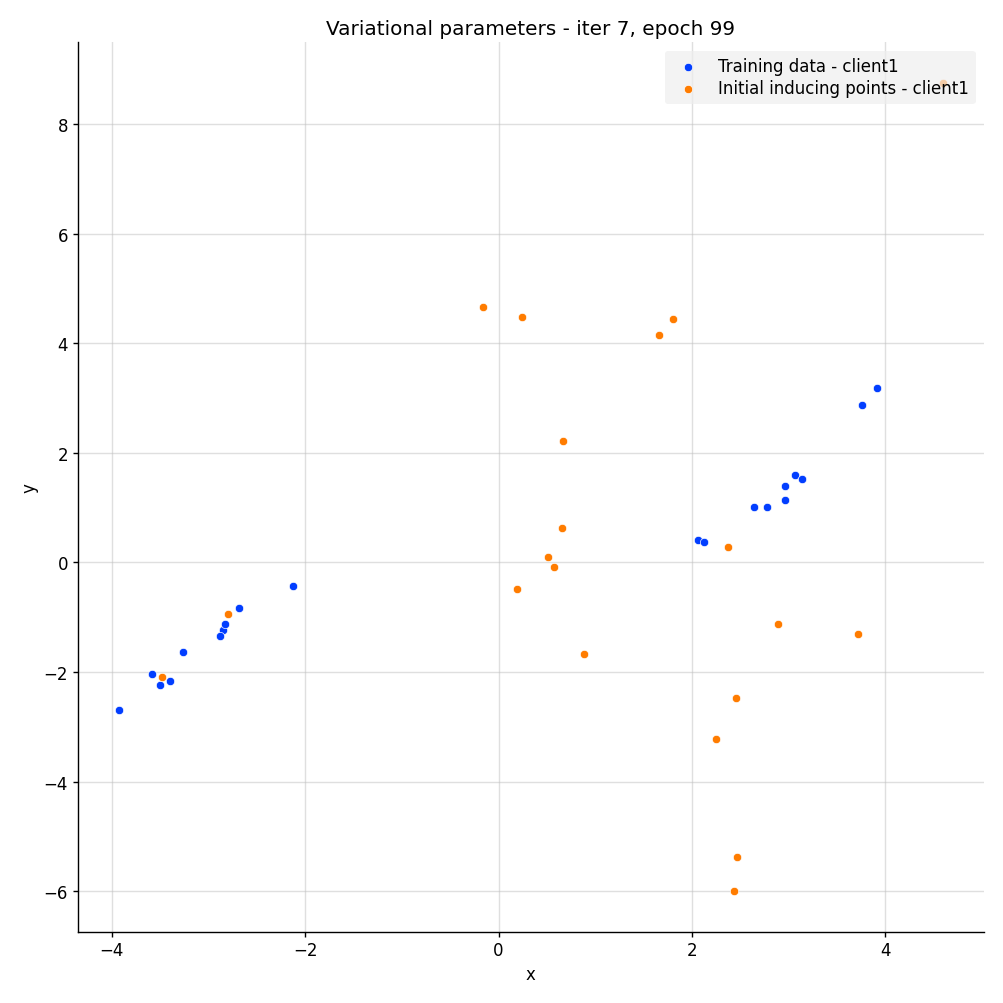 Variational parameters - iter 7, epoch 99
Training data - client1
Initial inducing points - client1
8
6
4
2
0
−2
−4
−6
y
−4
−2
0
2
4
x